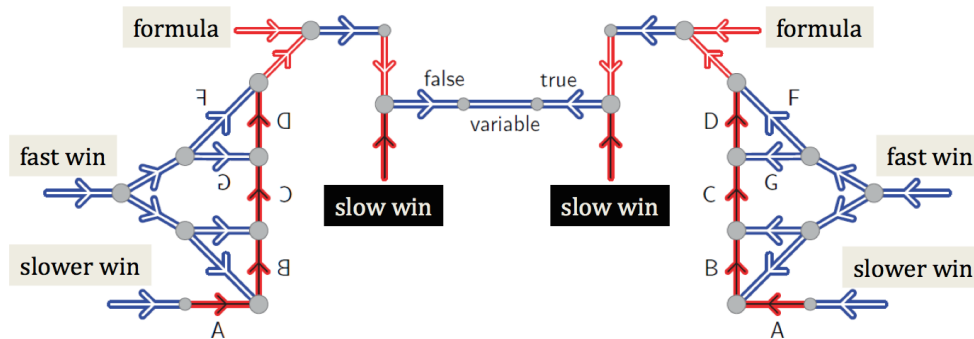 formula
formula
false
true
variable
F
F
D
D
fast win
fast win
G
G
C
C
slow win
slow win
slower win
slower win
B
B
A
A